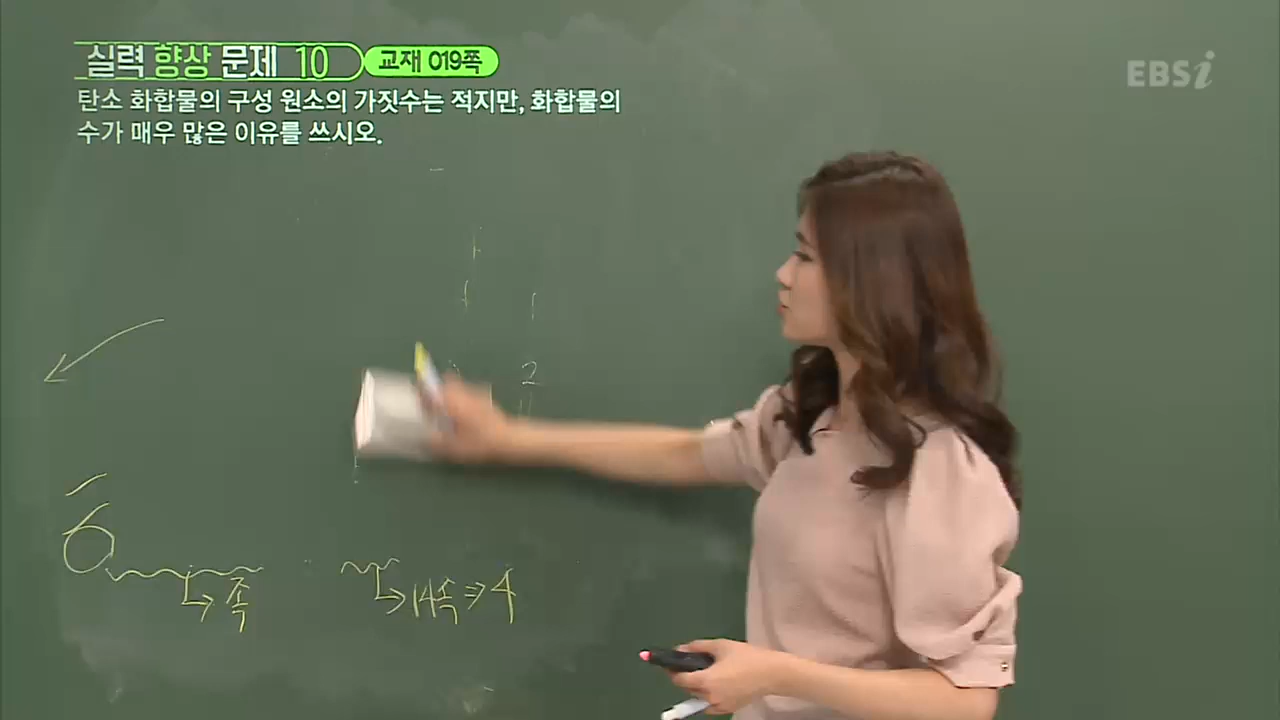 실력 향상 문제 10 교재 019쪽
EBSi
탄소 화합물의 구성 원소의 가짓수는 적지만, 화합물의
수가 매우 많은 이유를 쓰시오.
2
6
족
14족 ⇒ 4